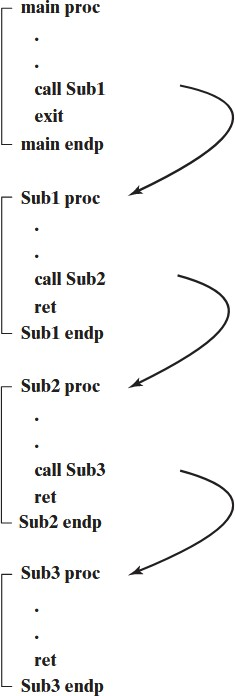 main proc
.
.
call Sub1
exit
main endp
Sub1 proc
.
.
call Sub2
ret
Sub1 endp
Sub2 proc
.
.
call Sub3
ret
Sub2 endp
Sub3 proc
.
.
ret
Sub3 endp